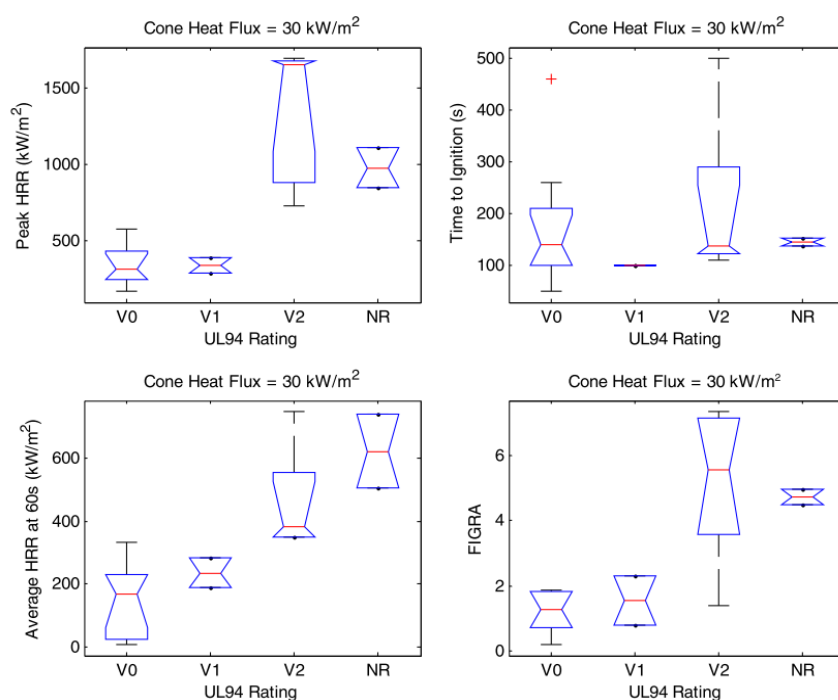 Cone Heat Flux = 30 kW/m²
Peak HRR (kW/m²)
1500
1000
500
V0 V1 V2 NR
UL94 Rating
Cone Heat Flux = 30 kW/m²
Time to Ignition (s)
500
400
300
200
100
V0 V1 V2 NR
UL94 Rating
Cone Heat Flux = 30 kW/m²
Average HRR at 60s (kW/m²)
600
400
200
0
V0 V1 V2 NR
UL94 Rating
Cone Heat Flux = 30 kW/m²
FIGRA
6
4
2
0
V0 V1 V2 NR
UL94 Rating